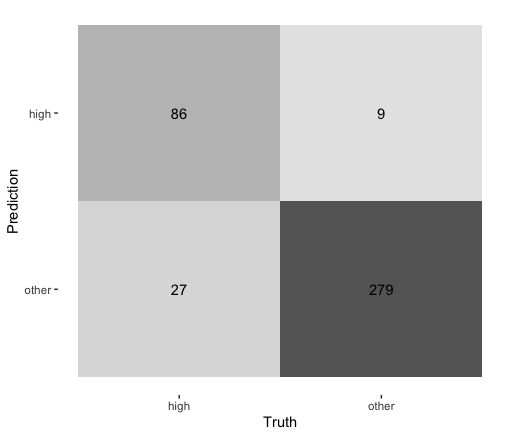 high
86
9
Prediction
other
27
279
high
other
Truth